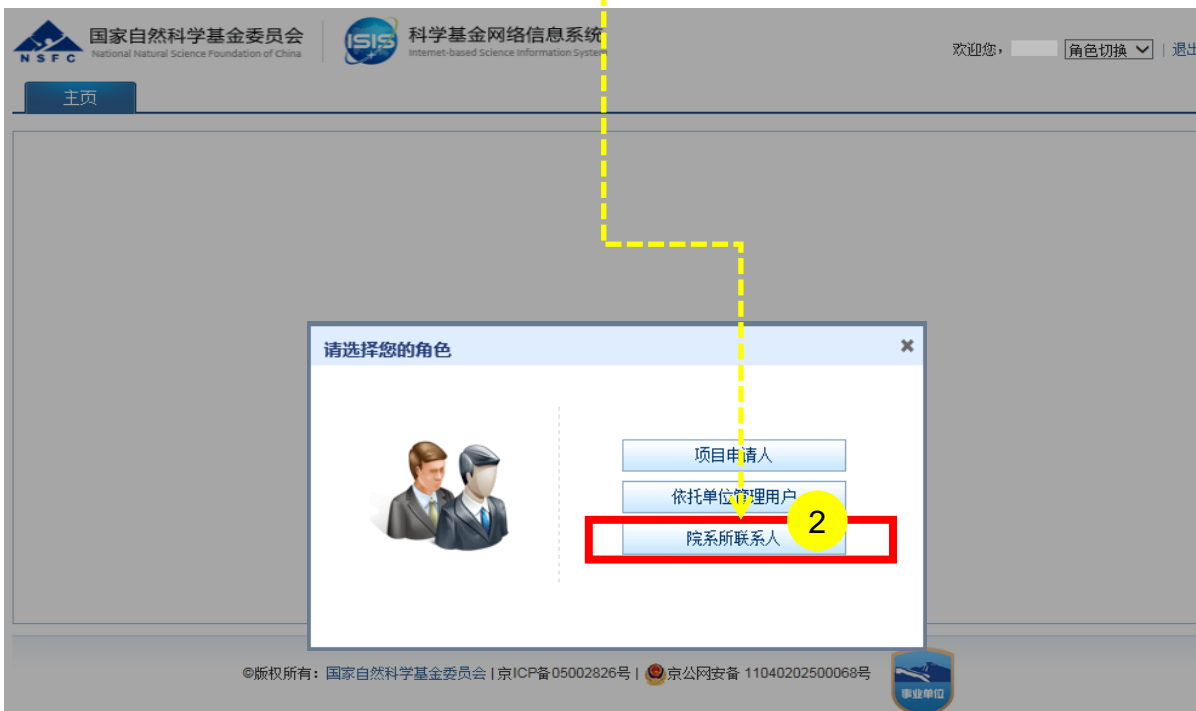 国家自然科学基金委员会
National Natural Science Foundation of China
NSFC
ISIS
科学基金网络信息系统
Internet-based Science Information System
欢迎您， 角色切换 | 退出
主页
请选择您的角色
项目申请人
依托单位管理用户
2
院系所联系人
©版权所有：国家自然科学基金委员会 | 京ICP备05002826号 | 京公网安备 11040202500068号
事业单位